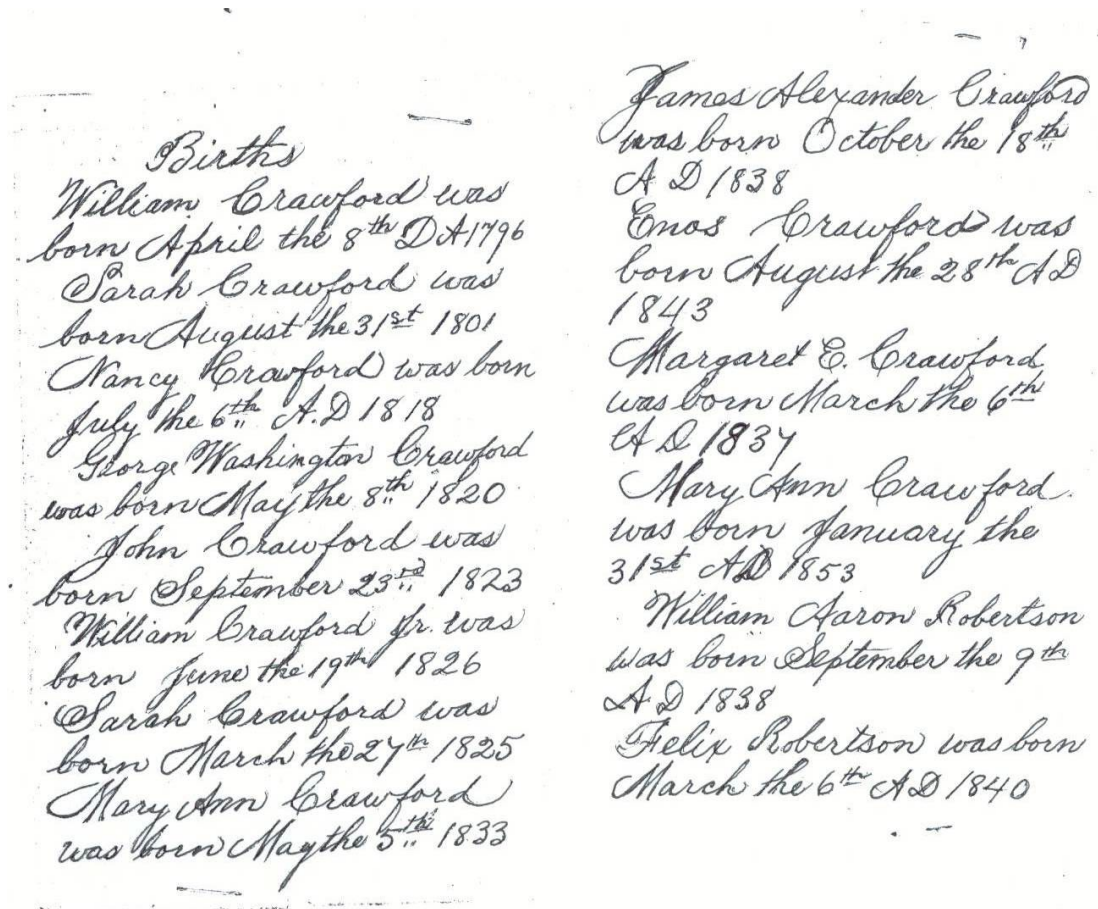 Births
William Crawford was
born April the 8th D A 1796
Sarah Crawford was
born August the 31st 1801
Nancy Crawford was born
July the 6th A.D 1818
George Washington Crawford
was born May the 8th 1820
John Crawford was
born September 23rd 1823
William Crawford Jr. was
born June the 19th 1826
Sarah Crawford was
born March the 27th 1825
Mary Ann Crawford
was born May the 5th 1833
James Alexander Crawford
was born October the 18th
A D 1838
Enos Crawford was
born August the 28th A D
1843
Margaret E. Crawford
was born March the 6th
A D 1837
Mary Ann Crawford
was born January the
31st AD 1853
William Aaron Robertson
was born September the 9th
A D 1838
Felix Robertson was born
March the 6th AD 1840